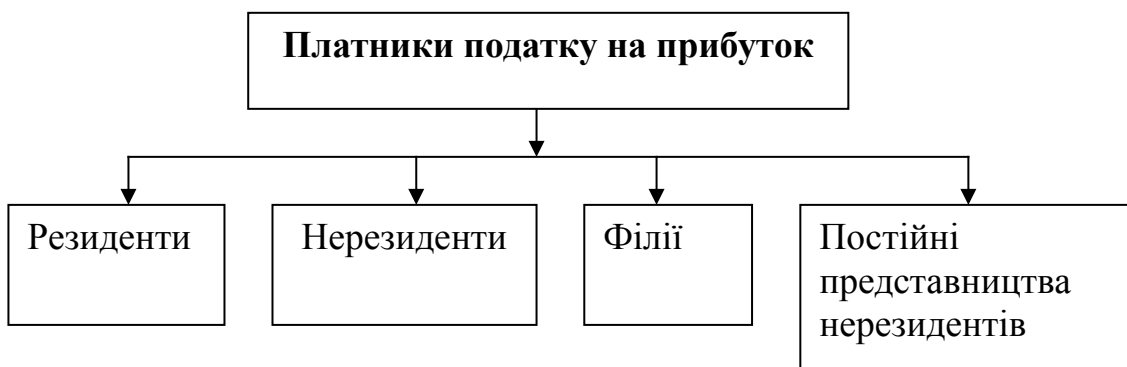 Платники податку на прибуток
Резиденти
Нерезиденти
Філії
Постійні
представництва
нерезидентів